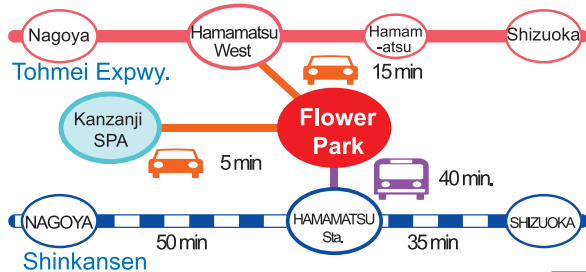 Nagoya
Hamamatsu
West
Hamam
-atsu
Shizuoka
Tohmei Expwy.
15 min
Kanzanji
SPA
Flower
Park
5 min
40 min.
NAGOYA
HAMAMATSU
Sta.
SHIZUOKA
50 min
35 min
Shinkansen